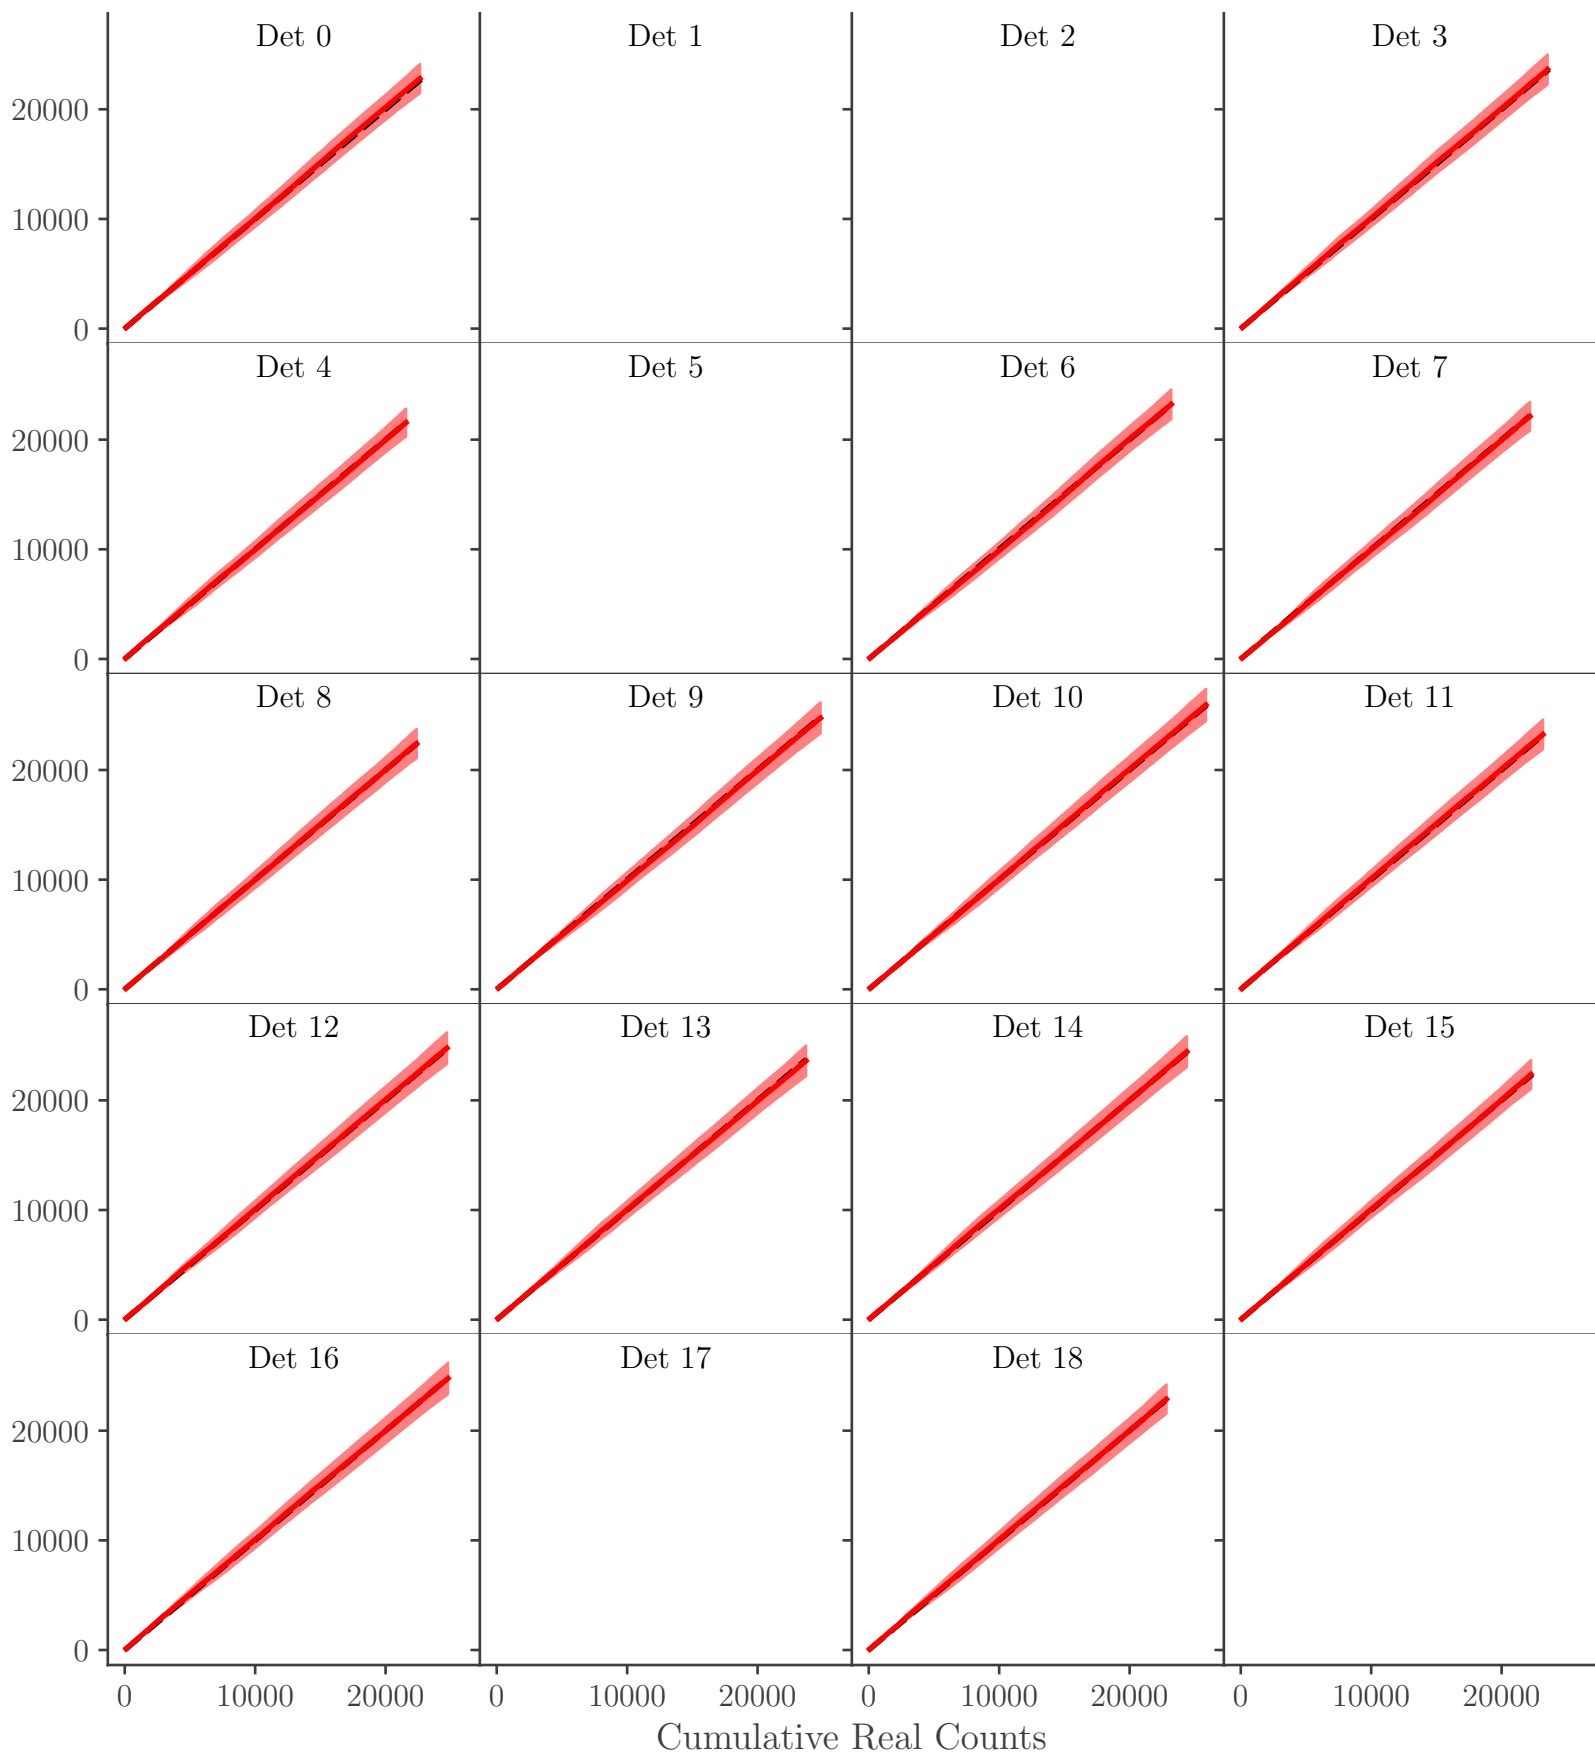 Det 0 Det 1 Det 2 Det 3
20000
10000
0
Det 4 Det 5 Det 6 Det 7
20000
10000
0
Det 8 Det 9 Det 10 Det 11
20000
10000
0
Det 12 Det 13 Det 14 Det 15
20000
10000
0
Det 16 Det 17 Det 18
20000
10000
0
0 10000 20000 0 10000 20000 0 10000 20000 0 10000 20000
Cumulative Real Counts